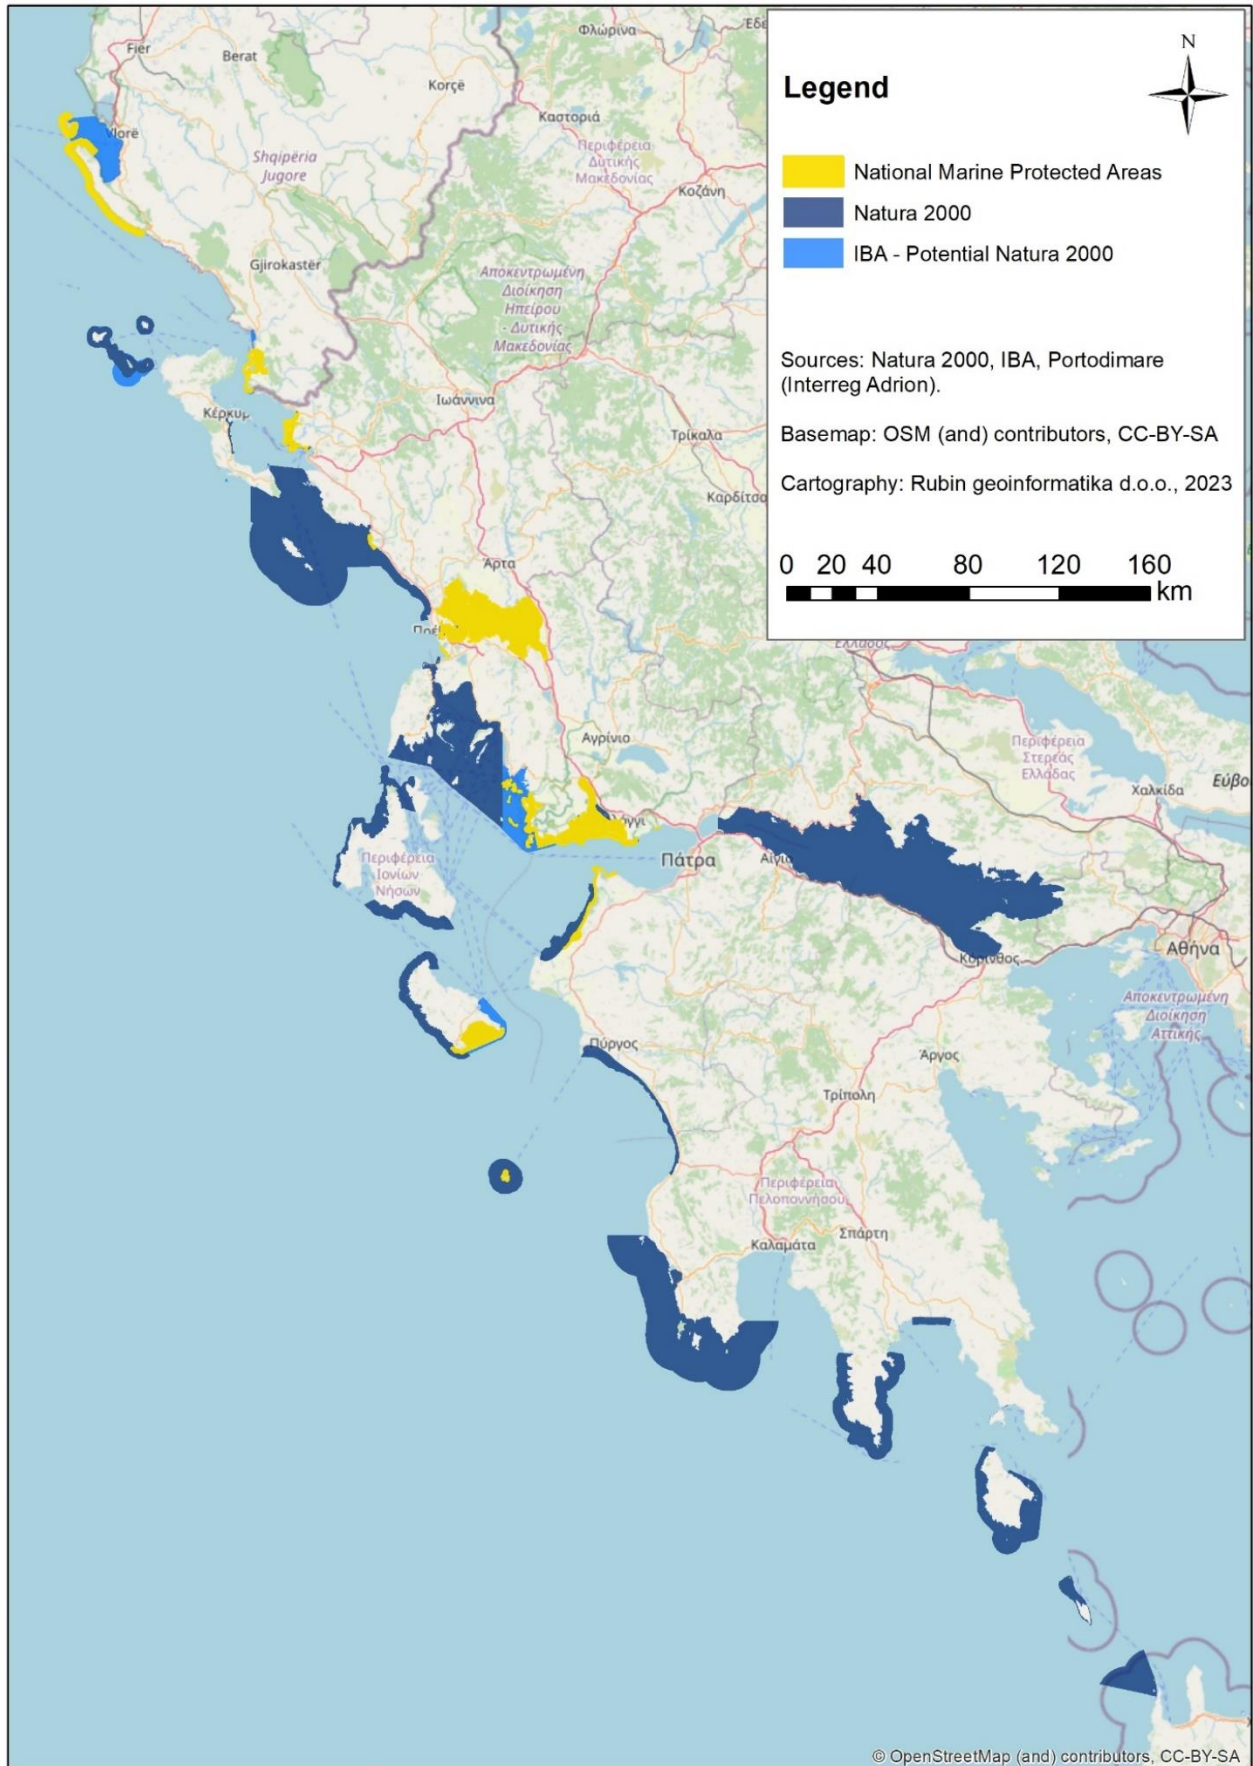 Φλώρινα
Fier
Berat
Korçë
N
Legend
Vlorë
Καστοριά
Shqipëria
Jugore
Περιφέρεια
Δυτικής
Μακεδονίας
Κοζάνη
National Marine Protected Areas
Natura 2000
IBA - Potential Natura 2000
Gjirokastër
Αποκεντρωμένη
Διοίκηση
Ηπείρου
- Δυτικής
Μακεδονίας
Sources: Natura 2000, IBA, Portodimare
(Interreg Adrion).
Ιωάννινα
Τρίκαλα
Basemap: OSM (and) contributors, CC-BY-SA
Cartography: Rubin geoinformatika d.o.o., 2023
Άρτα
0 20 40 80 120 160
km
Αγρίνιο
Περιφέρεια
Στερεάς
Ελλάδας
Χαλκίδα
Πάτρα
Περιφέρεια
Ιονίων
Νήσων
Αθήνα
Κόρινθος
Αποκεντρωμένη
Διοίκηση
Αττικής
Πύργος
Άργος
Τρίπολη
Περιφέρεια
Πελοποννήσου
Σπάρτη
Καλαμάτα
© OpenStreetMap (and) contributors, CC-BY-SA